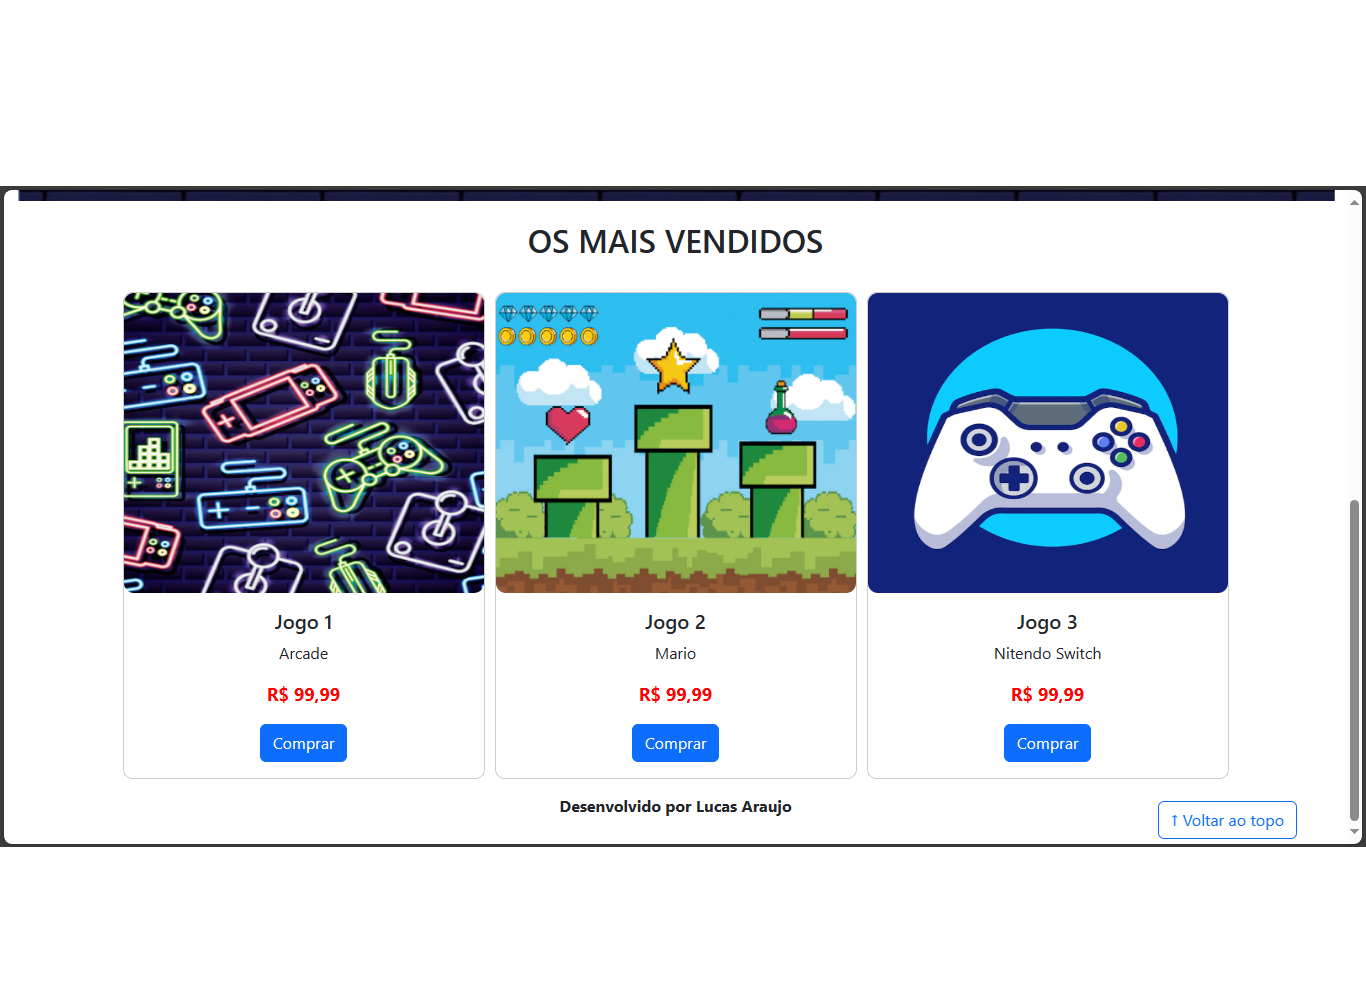 OS MAIS VENDIDOS
Jogo 1
Arcade
R$ 99,99
Comprar
Jogo 2
Mario
R$ 99,99
Comprar
Jogo 3
Nitendo Switch
R$ 99,99
Comprar
Desenvolvido por Lucas Araujo
↑ Voltar ao topo